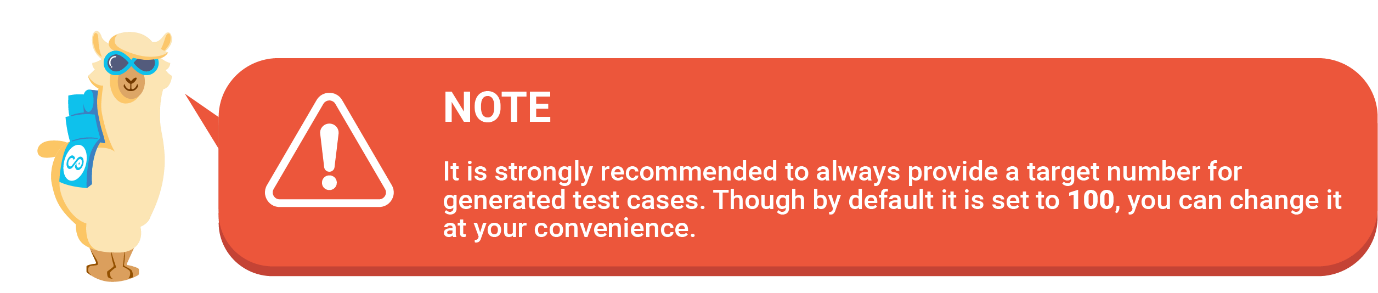 NOTE
It is strongly recommended to always provide a target number for
generated test cases. Though by default it is set to 100, you can change it
at your convenience.